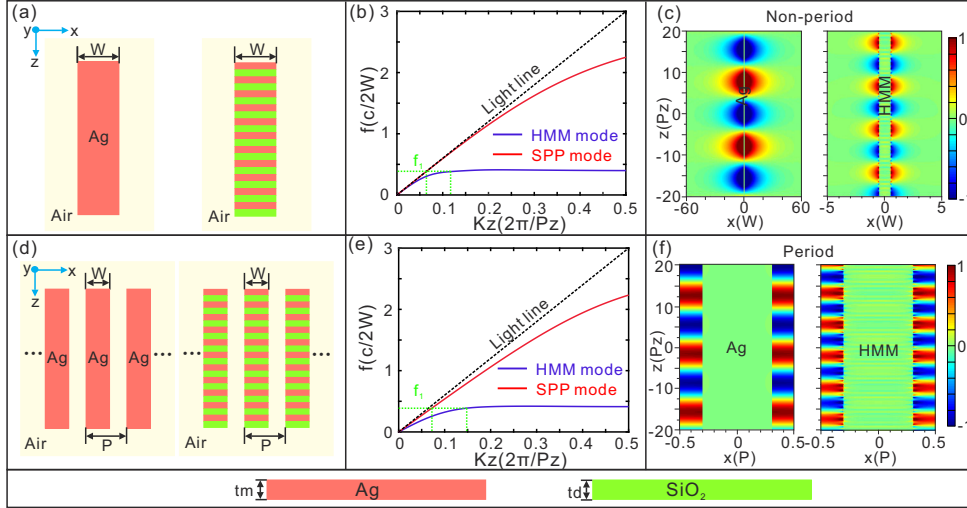 (a)
y x
z
W
W
Ag
Air
Air
(b)
f(c/2W)
3
2
1
0
Light line
HMM mode
SPP mode
f1
0 0.1 0.2 0.3 0.4 0.5
Kz(2π/Pz)
(c) Non-period
z(Pz)
20
10
0
-10
-20
Ag
HMM
-60 0 60
x(W)
-5 0 5
x(W)
1
0
-1
(d)
y x
z
W
W
... Ag Ag Ag ... ... ...
Air P
Air P
(e)
f(c/2W)
3
2
1
0
Light line
HMM mode
SPP mode
f1
0 0.1 0.2 0.3 0.4 0.5
Kz(2π/Pz)
(f) Period
z(Pz)
20
10
0
-10
-20
Ag
HMM
-0.5 0 0.5
x(P)
-0.5 0 0.5
x(P)
1
0
-1
tm Ag
td SiO2